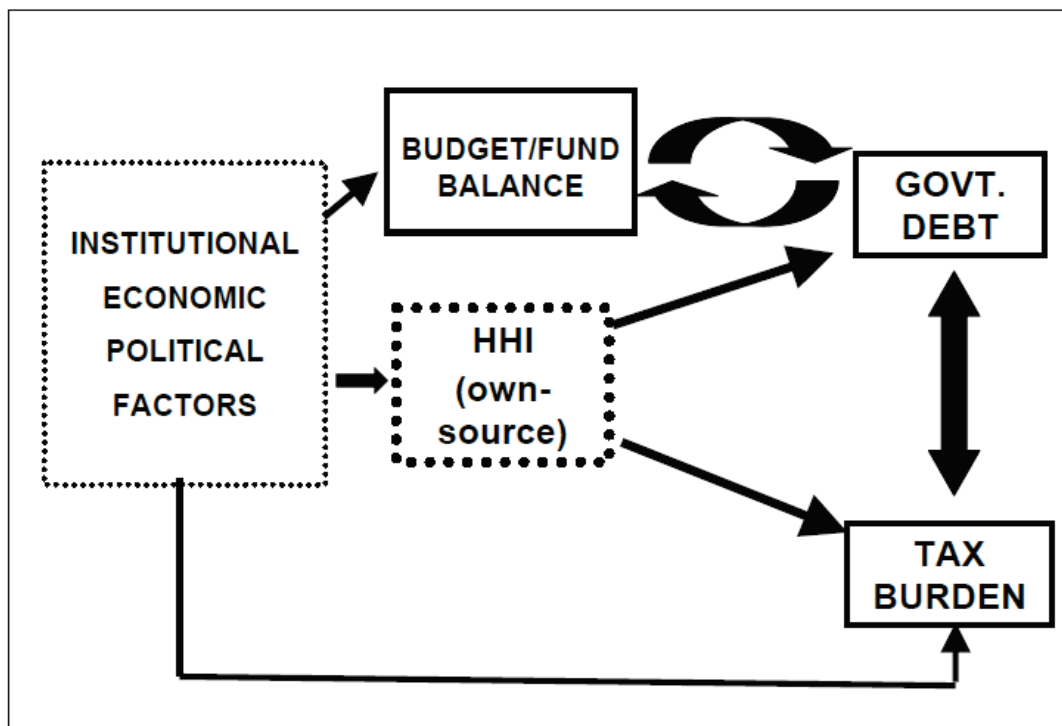 INSTITUTIONAL
ECONOMIC
POLITICAL
FACTORS
BUDGET/FUND
BALANCE
HHI
(own-
source)
GOVT.
DEBT
TAX
BURDEN